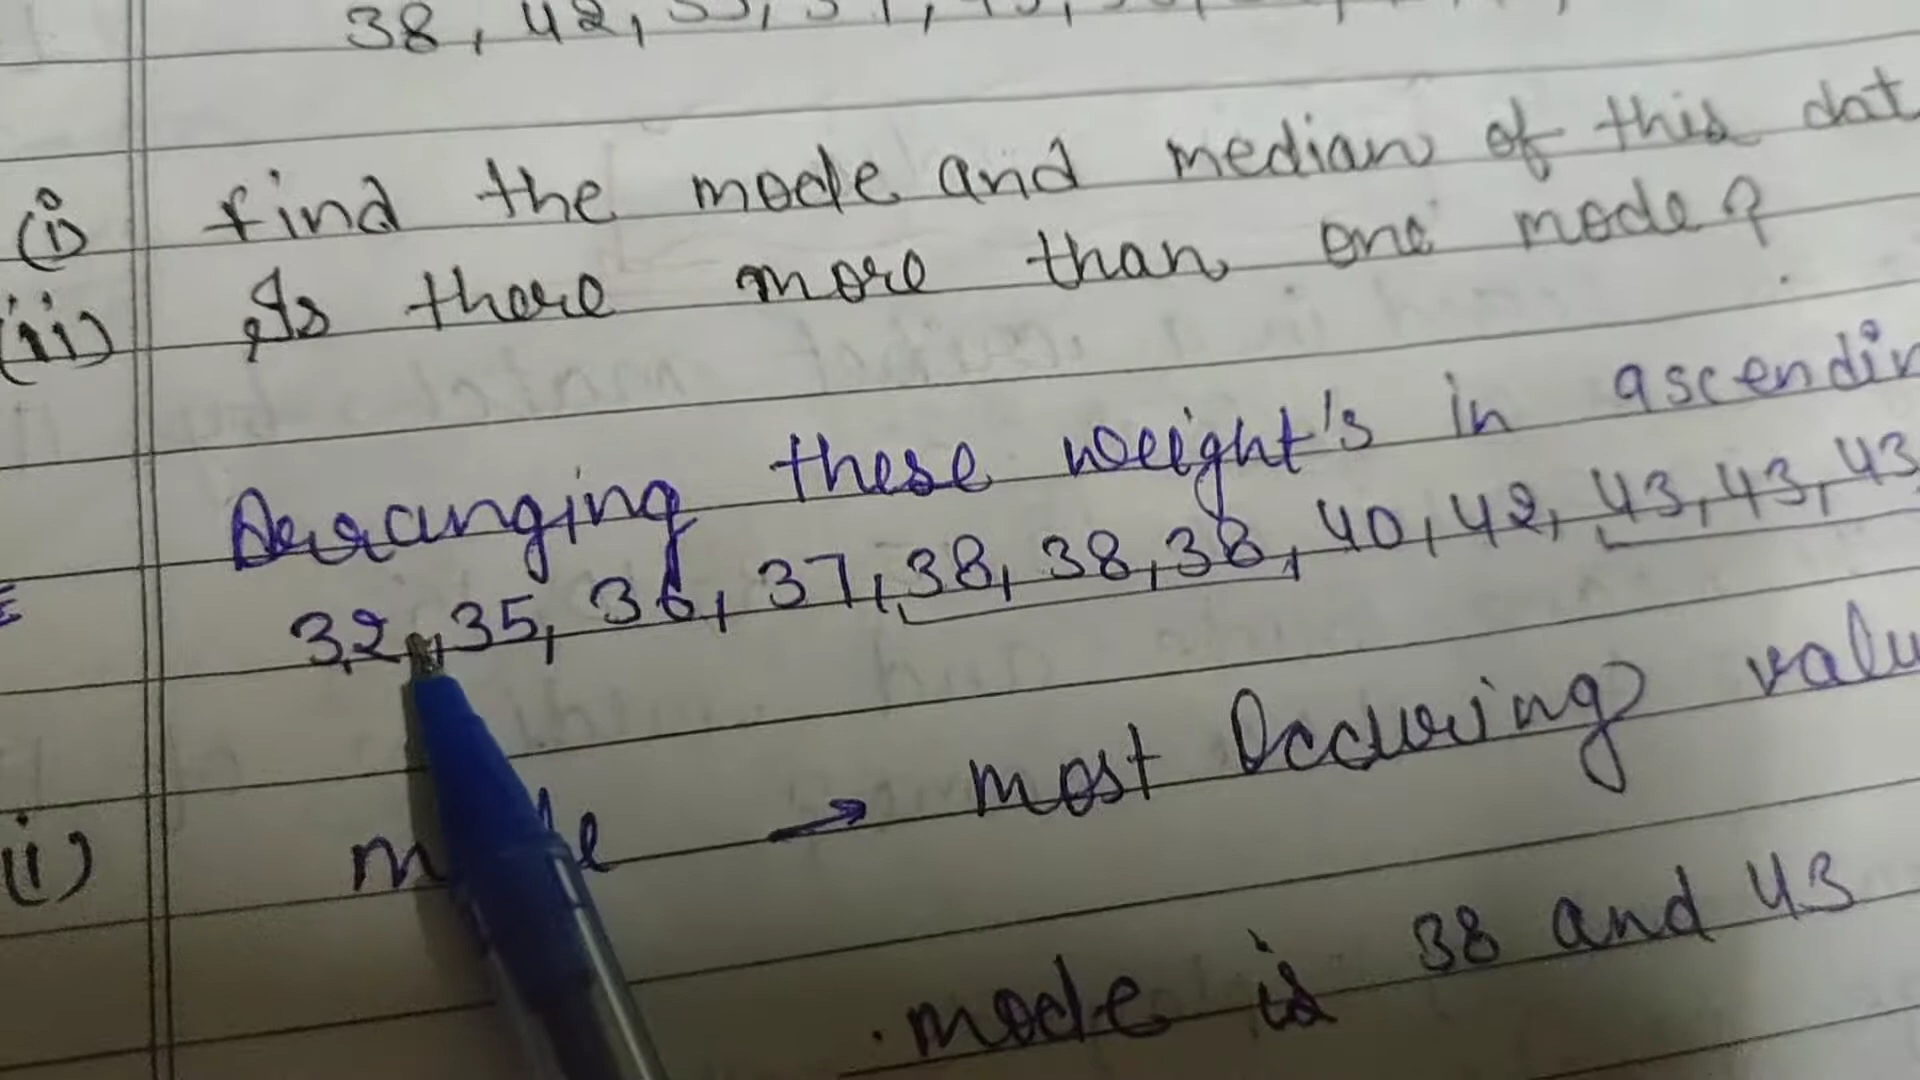 38, 42,
(i) find the mode and median of this dat
(ii) Is there more than one mode?
Arranging these weight's in ascendin
32, 35, 36, 37, 38, 38, 38, 40, 42, 43, 43, 43
(i) mode → most Occuring valu
mode is 38 and 43